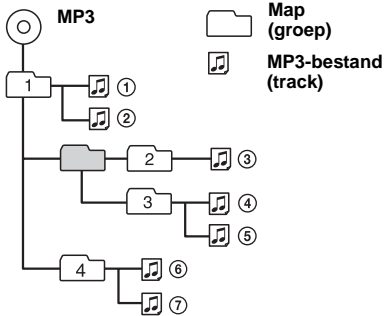 MP3
Map
(groep)
MP3-bestand
(track)
1
①
②
2
③
3
④
⑤
4
⑥
⑦